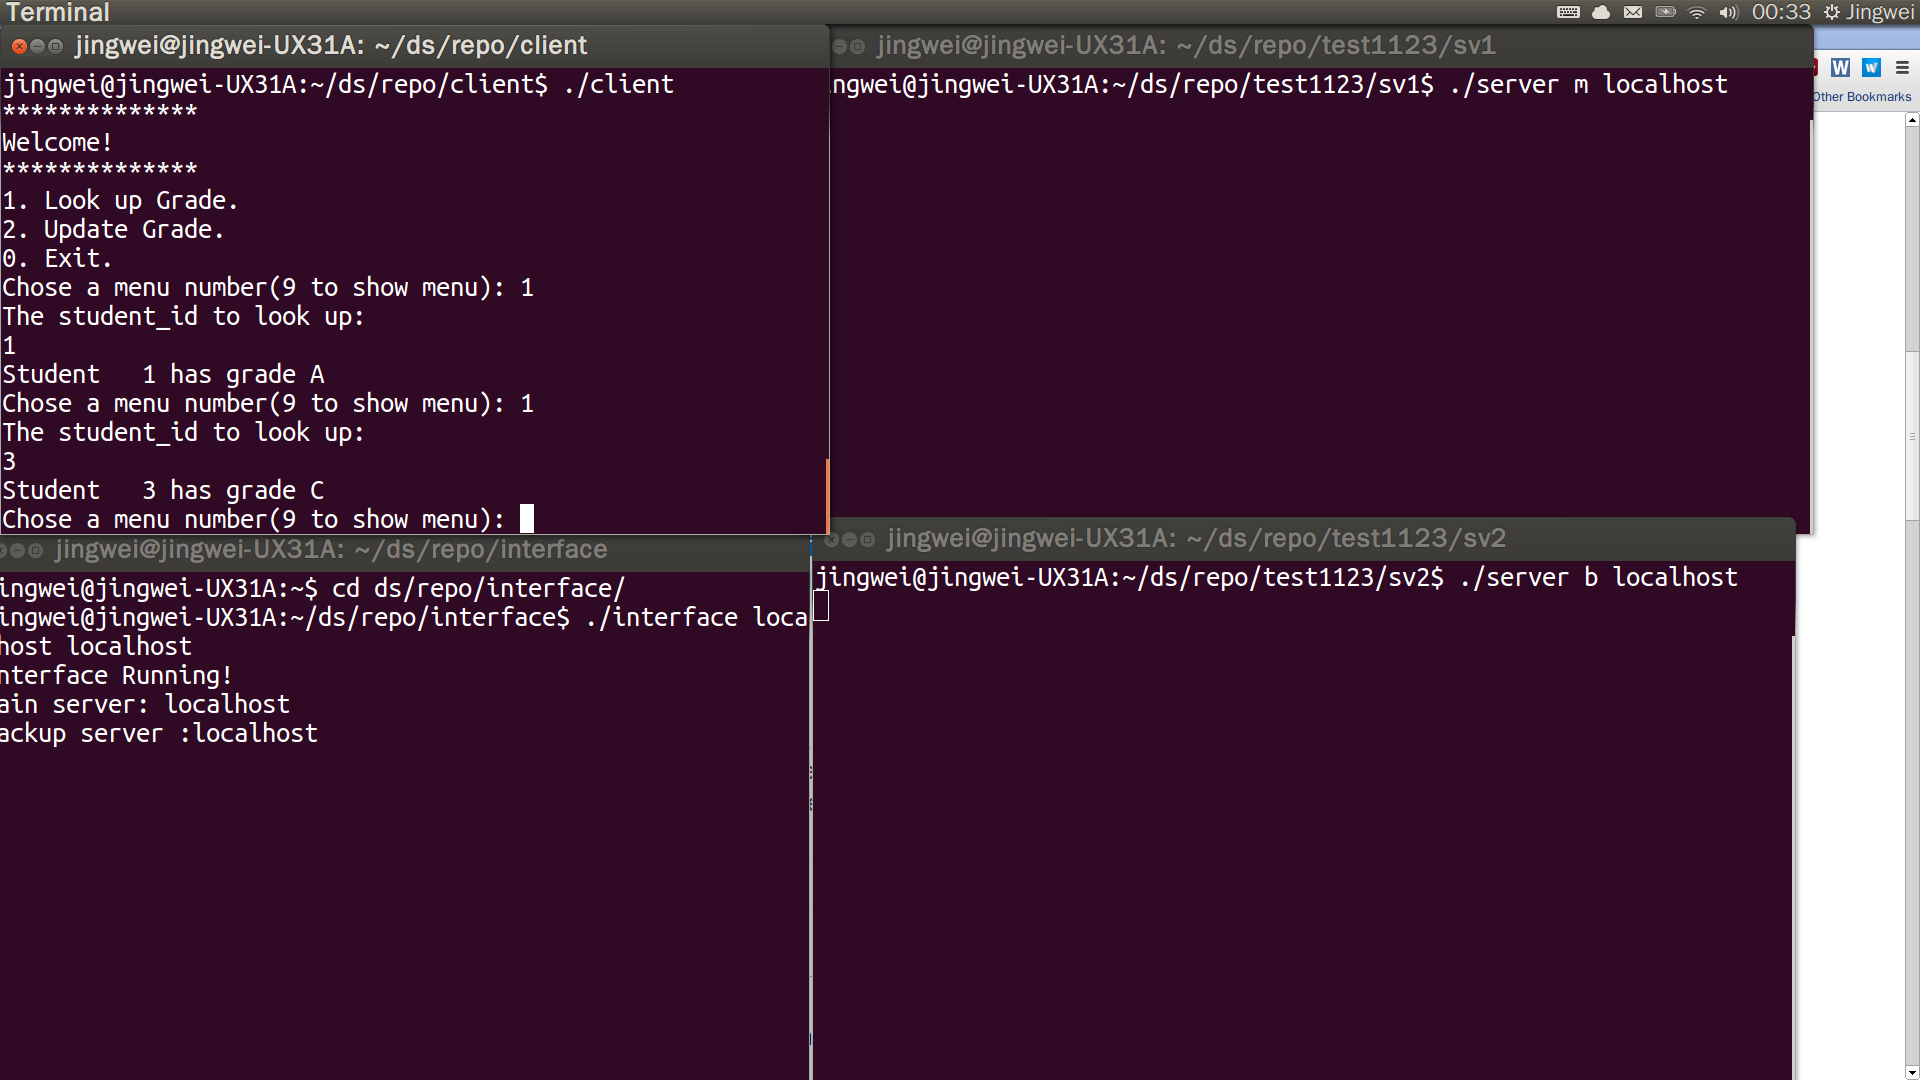 Terminal
00:33 Jingwei
jingwei@jingwei-UX31A: ~/ds/repo/client
jingwei@jingwei-UX31A:~/ds/repo/client$ ./client
**************
Welcome!
**************
1. Look up Grade.
2. Update Grade.
0. Exit.
Chose a menu number(9 to show menu): 1
The student_id to look up:
1
Student   1 has grade A
Chose a menu number(9 to show menu): 1
The student_id to look up:
3
Student   3 has grade C
Chose a menu number(9 to show menu):
jingwei@jingwei-UX31A: ~/ds/repo/test1123/sv1
ngwei@jingwei-UX31A:~/ds/repo/test1123/sv1$ ./server m localhost
W W
Other Bookmarks
jingwei@jingwei-UX31A: ~/ds/repo/interface
ingwei@jingwei-UX31A:~$ cd ds/repo/interface/
ingwei@jingwei-UX31A:~/ds/repo/interface$ ./interface loca
host localhost
nterface Running!
ain server: localhost
ackup server :localhost
jingwei@jingwei-UX31A: ~/ds/repo/test1123/sv2
jingwei@jingwei-UX31A:~/ds/repo/test1123/sv2$ ./server b localhost